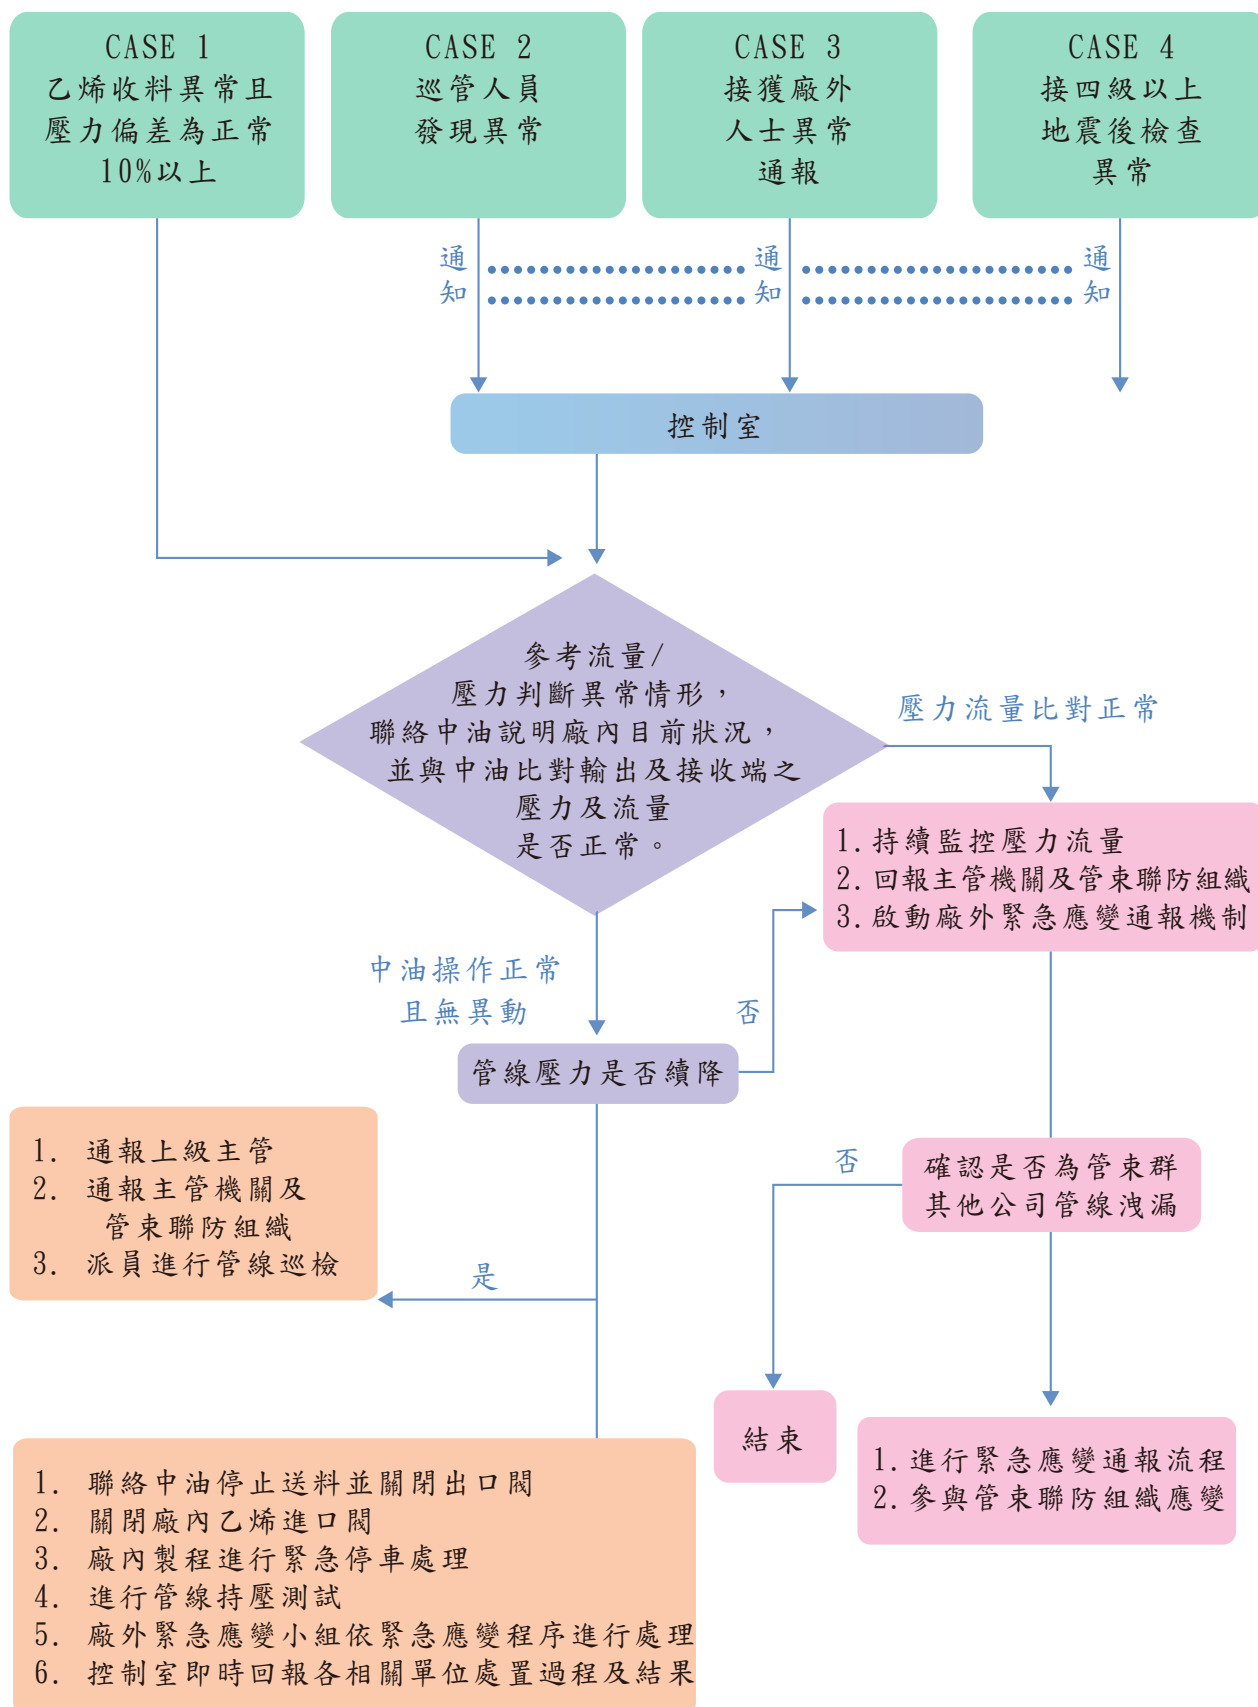 CASE 1
乙烯收料異常且
壓力偏差為正常
10%以上
CASE 2
巡管人員
發現異常
CASE 3
接獲廠外
人士異常
通報
CASE 4
接四級以上
地震後檢查
異常
通知
通知
通知
控制室
參考流量/
壓力判斷異常情形，
聯絡中油說明廠內目前狀況，
並與中油比對輸出及接收端之
壓力及流量
是否正常。
壓力流量比對正常
1.持續監控壓力流量
2.回報主管機關及管束聯防組織
3.啟動廠外緊急應變通報機制
中油操作正常
且無異動
否
管線壓力是否續降
1. 通報上級主管
2. 通報主管機關及
管束聯防組織
3. 派員進行管線巡檢
是
否
確認是否為管束群
其他公司管線洩漏
結束
1.進行緊急應變通報流程
2.參與管束聯防組織應變
1. 聯絡中油停止送料並關閉出口閥
2. 關閉廠內乙烯進口閥
3. 廠內製程進行緊急停車處理
4. 進行管線持壓測試
5. 廠外緊急應變小組依緊急應變程序進行處理
6. 控制室即時回報各相關單位處置過程及結果